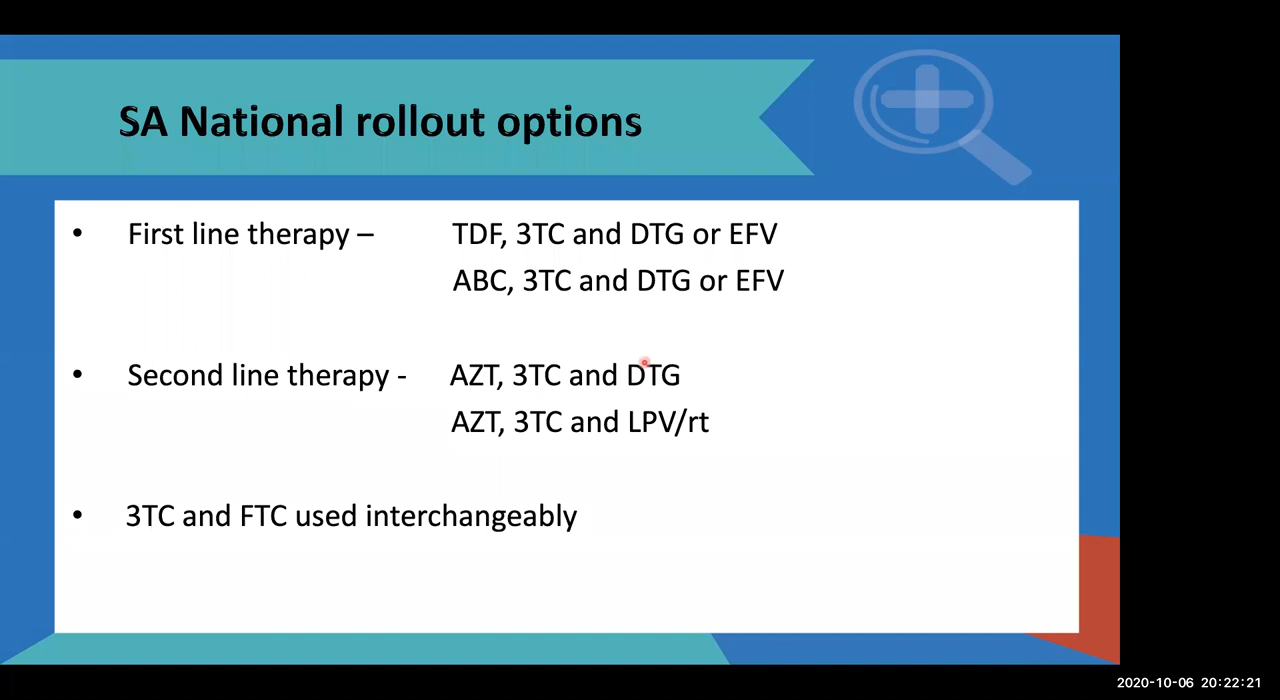 SA National rollout options
• First line therapy – TDF, 3TC and DTG or EFV
ABC, 3TC and DTG or EFV
• Second line therapy - AZT, 3TC and DTG
AZT, 3TC and LPV/rt
• 3TC and FTC used interchangeably
2020-10-06 20:22:21